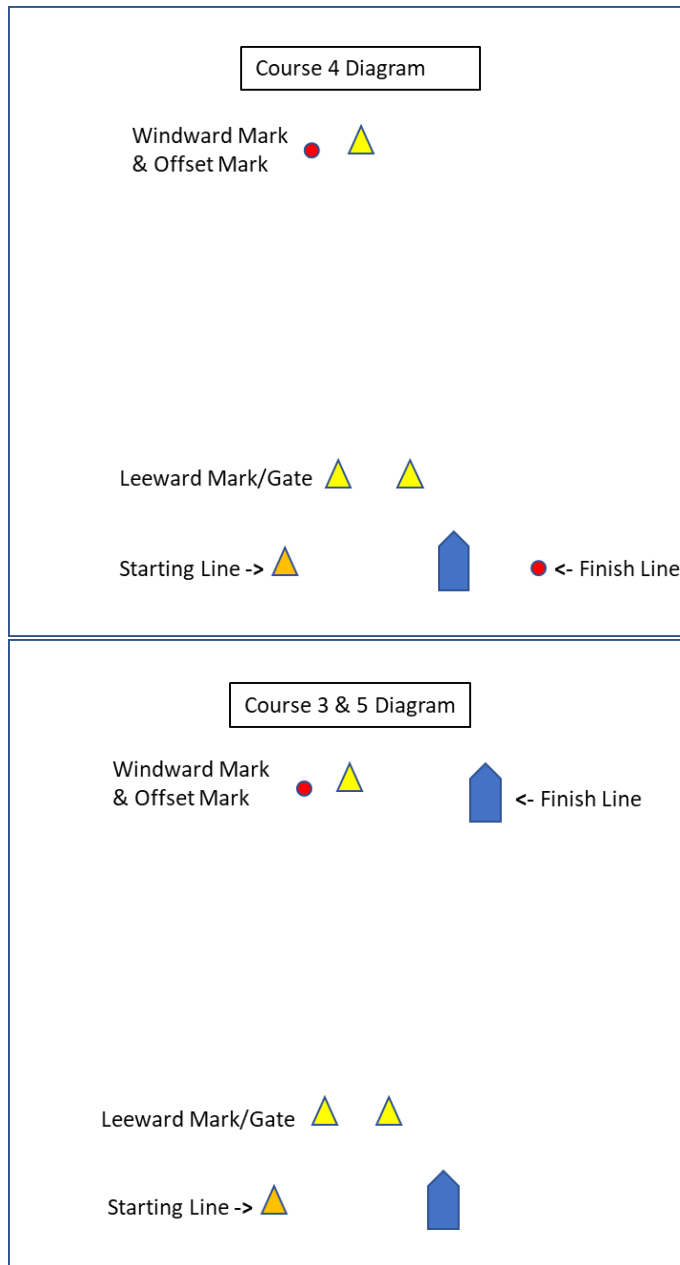 Course 4 Diagram
Windward Mark
& Offset Mark
Leeward Mark/Gate
Starting Line ->
<- Finish Line
Course 3 & 5 Diagram
Windward Mark
& Offset Mark
<- Finish Line
Leeward Mark/Gate
Starting Line ->